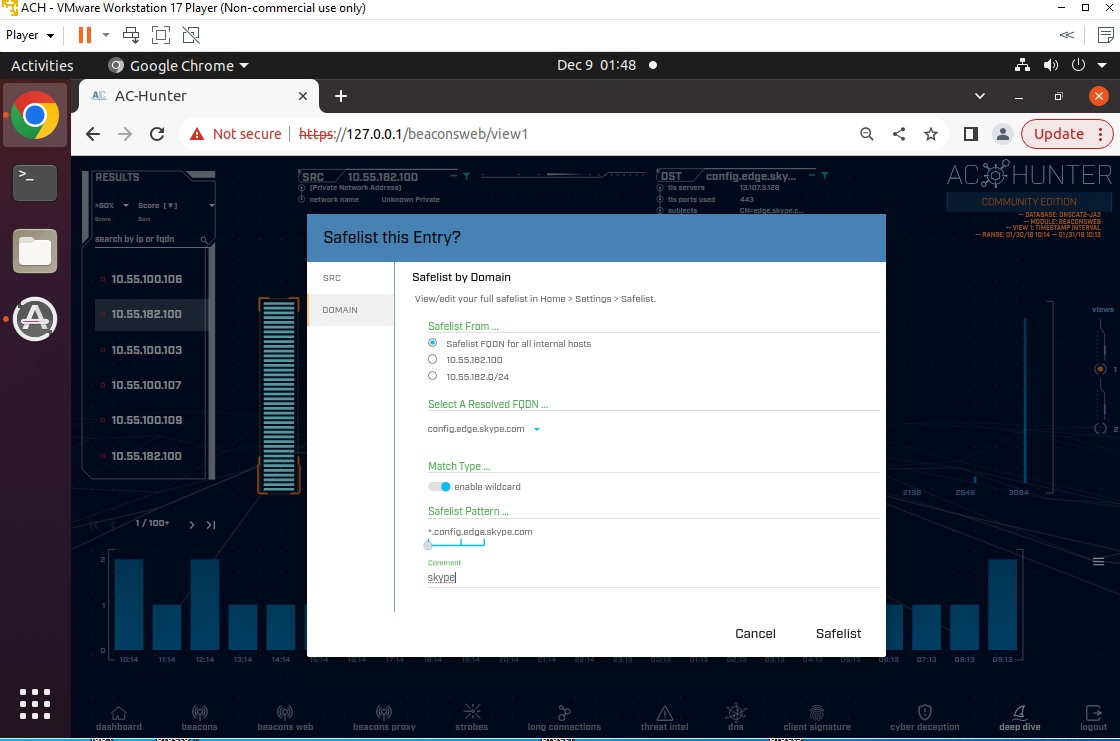 ACH - VMware Workstation 17 Player (Non-commercial use only)
Player
Activities
Google Chrome
Dec 9 01:48
AC-Hunter
Not secure
https://127.0.0.1/beaconsweb/view1
Update
RESULTS
>50%
Score [▼]
Score
Sort
search by ip or fqdn
10.55.100.106
10.55.182.100
10.55.100.103
10.55.100.107
10.55.100.109
10.55.182.100
1 / 100+
SRC
10.55.182.100
[Private Network Address]
network name
Unknown Private
DST
config.edge.sky...
tls servers
13.107.3.128
tls ports used
443
subjects
CN=edge.skype.c...
AC HUNTER
COMMUNITY EDITION
-- DATABASE: DNSCAT2-JA3
-- MODULE: BEACONSWEB
-- VIEW 1: TIMESTAMP INTERVAL
-- RANGE: 01/30/18 10:14 -- 01/31/18 10:13
Safelist this Entry?
SRC
DOMAIN
Safelist by Domain
View/edit your full safelist in Home > Settings > Safelist.
Safelist From ...
Safelist FQDN for all internal hosts
10.55.182.100
10.55.182.0/24
Select A Resolved FQDN ...
config.edge.skype.com
Match Type ...
enable wildcard
Safelist Pattern ...
*.config.edge.skype.com
Comment
skype
Cancel
Safelist
views
1
2
2198
2646
3094
2
1
0
10:14
11:14
12:14
13:14
14:14
15:14
16:14
17:14
18:14
19:14
20:14
21:14
22:14
23:13
00:13
01:13
02:13
03:13
04:13
05:13
06:13
07:13
08:13
09:13
dashboard
beacons
beacons web
beacons proxy
strobes
long connections
threat intel
dns
client signature
cyber deception
deep dive
logout